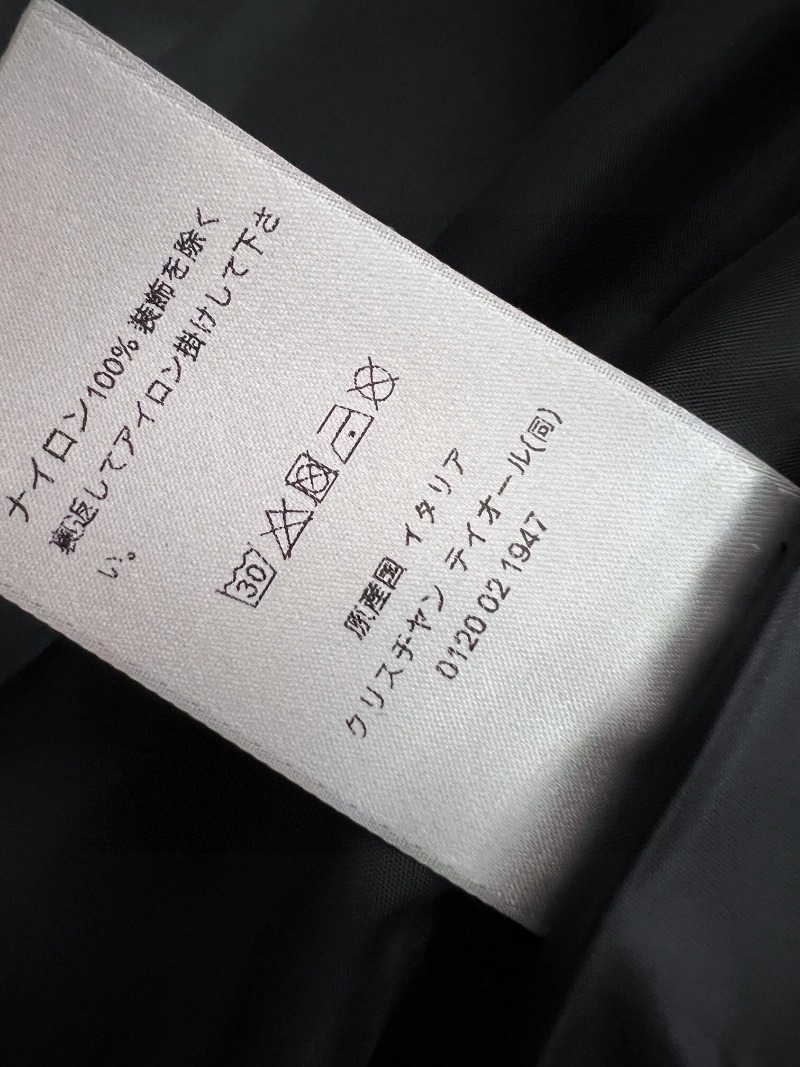 ナイロン100% 装飾を除く
裏返してアイロン掛けして下さ
い。
30
原産国 イタリア
クリスチャン ディオール(同)
0120 02 1947